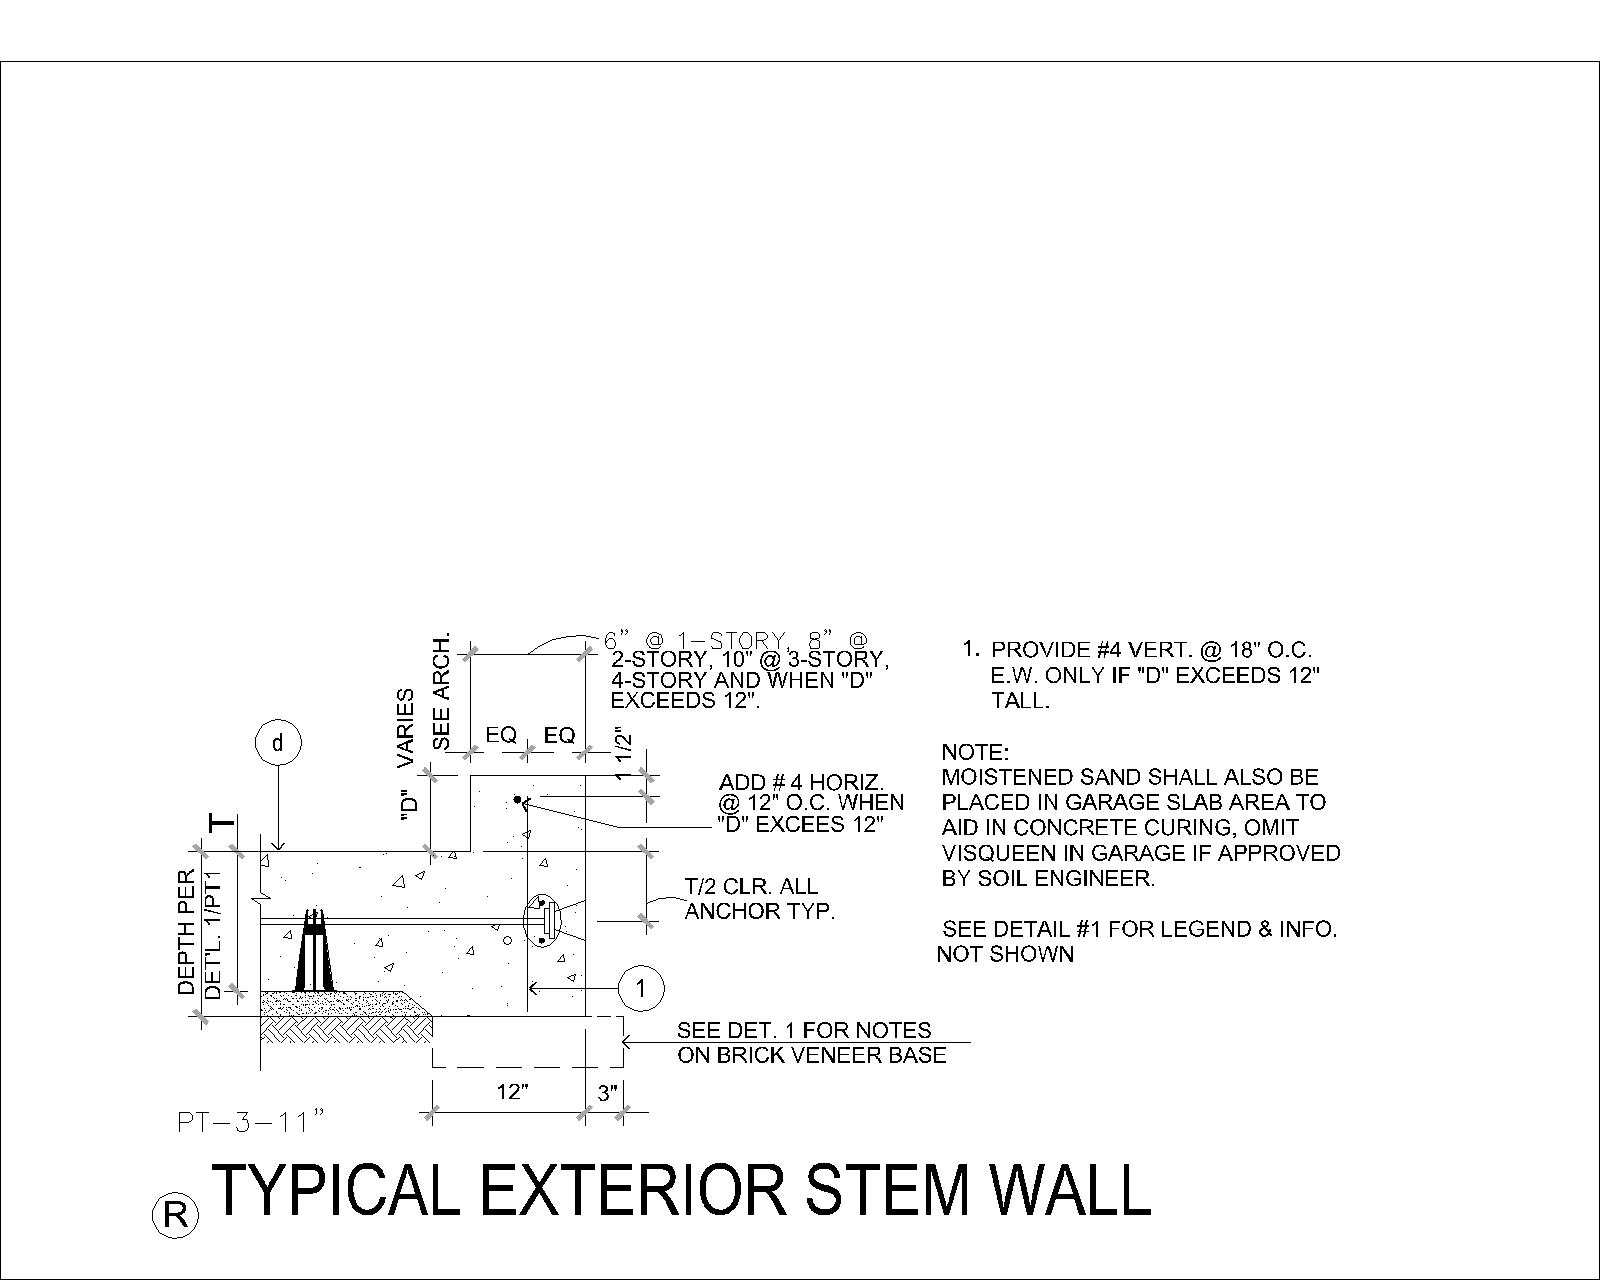 6” @ 1-STORY, 8” @
2-STORY, 10" @ 3-STORY,
4-STORY AND WHEN "D"
EXCEEDS 12".
SEE ARCH.
VARIES
"D"
EQ
EQ
1 1/2"
d
T
DEPTH PER
DET'L. 1/PT1
ADD # 4 HORIZ.
@ 12" O.C. WHEN
"D" EXCEES 12"
T/2 CLR. ALL
ANCHOR TYP.
1
SEE DET. 1 FOR NOTES
ON BRICK VENEER BASE
12"
3"
1. PROVIDE #4 VERT. @ 18" O.C.
E.W. ONLY IF "D" EXCEEDS 12"
TALL.
NOTE:
MOISTENED SAND SHALL ALSO BE
PLACED IN GARAGE SLAB AREA TO
AID IN CONCRETE CURING, OMIT
VISQUEEN IN GARAGE IF APPROVED
BY SOIL ENGINEER.
SEE DETAIL #1 FOR LEGEND & INFO.
NOT SHOWN
PT-3-11”
R TYPICAL EXTERIOR STEM WALL